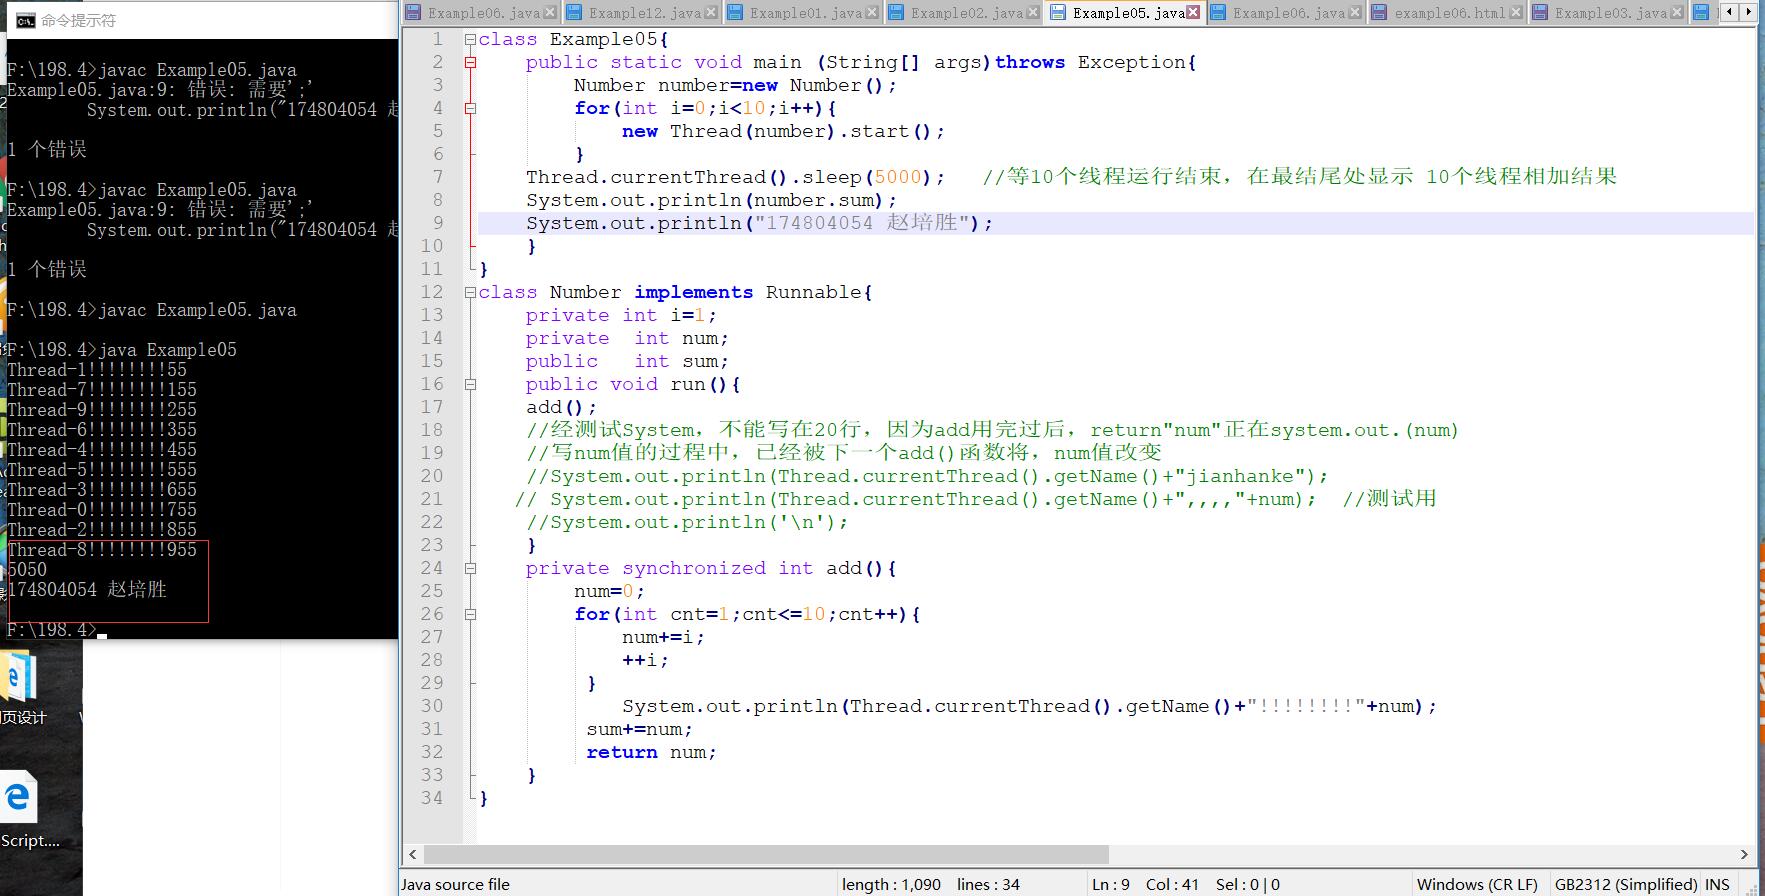 命令提示符
F:\198.4>javac Example05.java
Example05.java:9: 错误: 需要';'
System.out.println("174804054
1 个错误
F:\198.4>javac Example05.java
Example05.java:9: 错误: 需要';'
System.out.println("174804054
1 个错误
F:\198.4>javac Example05.java
F:\198.4>java Example05
Thread-1!!!!!!!!55
Thread-7!!!!!!!!155
Thread-9!!!!!!!!255
Thread-6!!!!!!!!355
Thread-4!!!!!!!!455
Thread-5!!!!!!!!555
Thread-3!!!!!!!!655
Thread-0!!!!!!!!755
Thread-2!!!!!!!!855
Thread-8!!!!!!!!955
5050
174804054 赵培胜
F:\198.4>
页设计
Script....
Example06.java Example12.java Example01.java Example02.java Example05.java Example06.java example06.html Example03.java
1 class Example05{
2 public static void main (String[] args)throws Exception{
3 Number number=new Number();
4 for(int i=0;i<10;i++){
5 new Thread(number).start();
6 }
7 Thread.currentThread().sleep(5000); //等10个线程运行结束，在最结尾处显示 10个线程相加结果
8 System.out.println(number.sum);
9 System.out.println("174804054 赵培胜");
10 }
11 }
12 class Number implements Runnable{
13 private int i=1;
14 private int num;
15 public int sum;
16 public void run(){
17 add();
18 //经测试System，不能写在20行，因为add用完过后，return"num"正在system.out.(num)
19 //写num值的过程中，已经被下一个add()函数将，num值改变
20 //System.out.println(Thread.currentThread().getName()+"jianhanke");
21 // System.out.println(Thread.currentThread().getName()+",,,,"+num); //测试用
22 //System.out.println('\n');
23 }
24 private synchronized int add(){
25 num=0;
26 for(int cnt=1;cnt<=10;cnt++){
27 num+=i;
28 ++i;
29 }
30 System.out.println(Thread.currentThread().getName()+"!!!!!!!!"+num);
31 sum+=num;
32 return num;
33 }
34 }
Java source file length : 1,090 lines : 34 Ln : 9 Col : 41 Sel : 0 | 0 Windows (CR LF) GB2312 (Simplified) INS